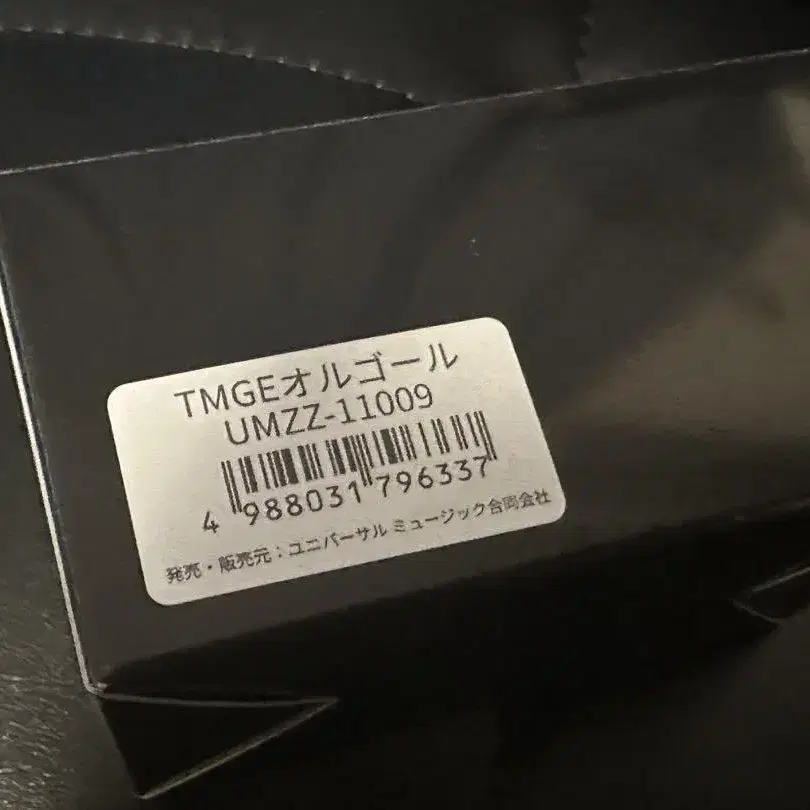 TMGEオルゴール
UMZZ-11009
4 988031 796337
発売・販売元：ユニバーサル ミュージック合同会社